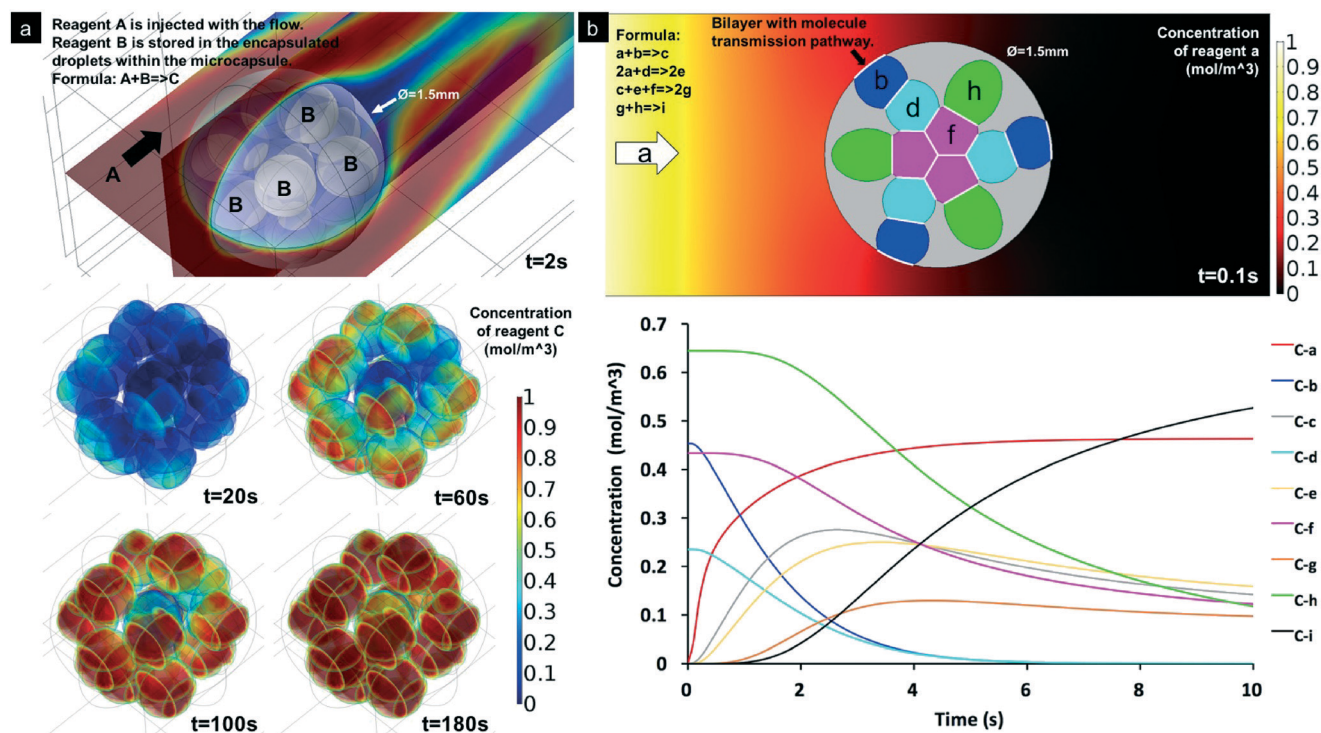 a
Reagent A is injected with the flow.
Reagent B is stored in the encapsulated
droplets within the microcapsule.
Formula: A+B=>C
Ø=1.5mm
A
B
B
B
B
t=2s
Concentration
of reagent C
(mol/m^3)
t=20s
t=60s
t=100s
t=180s
1
0.9
0.8
0.7
0.6
0.5
0.4
0.3
0.2
0.1
0
b
Formula:
a+b=>c
2a+d=>2e
c+e+f=>2g
g+h=>i
Bilayer with molecule
transmission pathway.
Ø=1.5mm
Concentration
of reagent a
(mol/m^3)
a
b
d
h
f
t=0.1s
1
0.9
0.8
0.7
0.6
0.5
0.4
0.3
0.2
0.1
0
Concentration (mol/m^3)
0.7
0.6
0.5
0.4
0.3
0.2
0.1
0
0 2 4 6 8 10
Time (s)
C-a
C-b
C-c
C-d
C-e
C-f
C-g
C-h
C-i